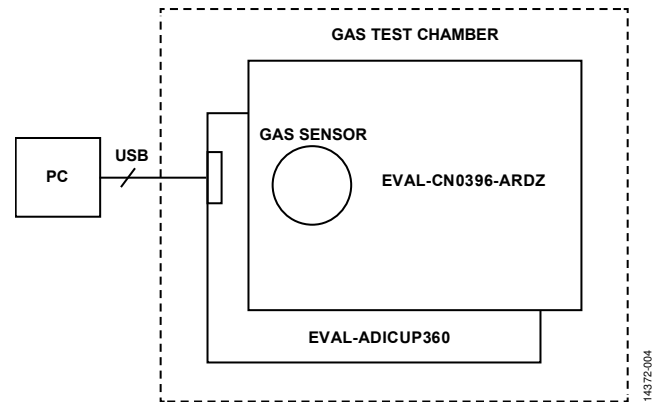 GAS TEST CHAMBER
GAS SENSOR
USB
PC
EVAL-CN0396-ARDZ
EVAL-ADICUP360
14372-004